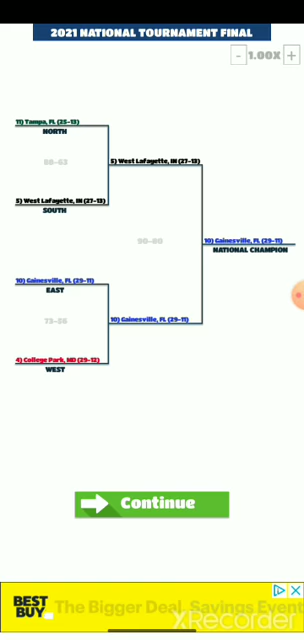 2021 NATIONAL TOURNAMENT FINAL
- 1.00X +
11) Tampa, FL (25-13)
NORTH
5) West Lafayette, IN (27-13)
5) West Lafayette, IN (27-13)
SOUTH
10) Gainesville, FL (29-11)
NATIONAL CHAMPION
10) Gainesville, FL (29-11)
EAST
10) Gainesville, FL (29-11)
4) College Park, MD (29-12)
WEST
Continue
BEST BUY
The Bigger Deal Savings Event
XRecorder